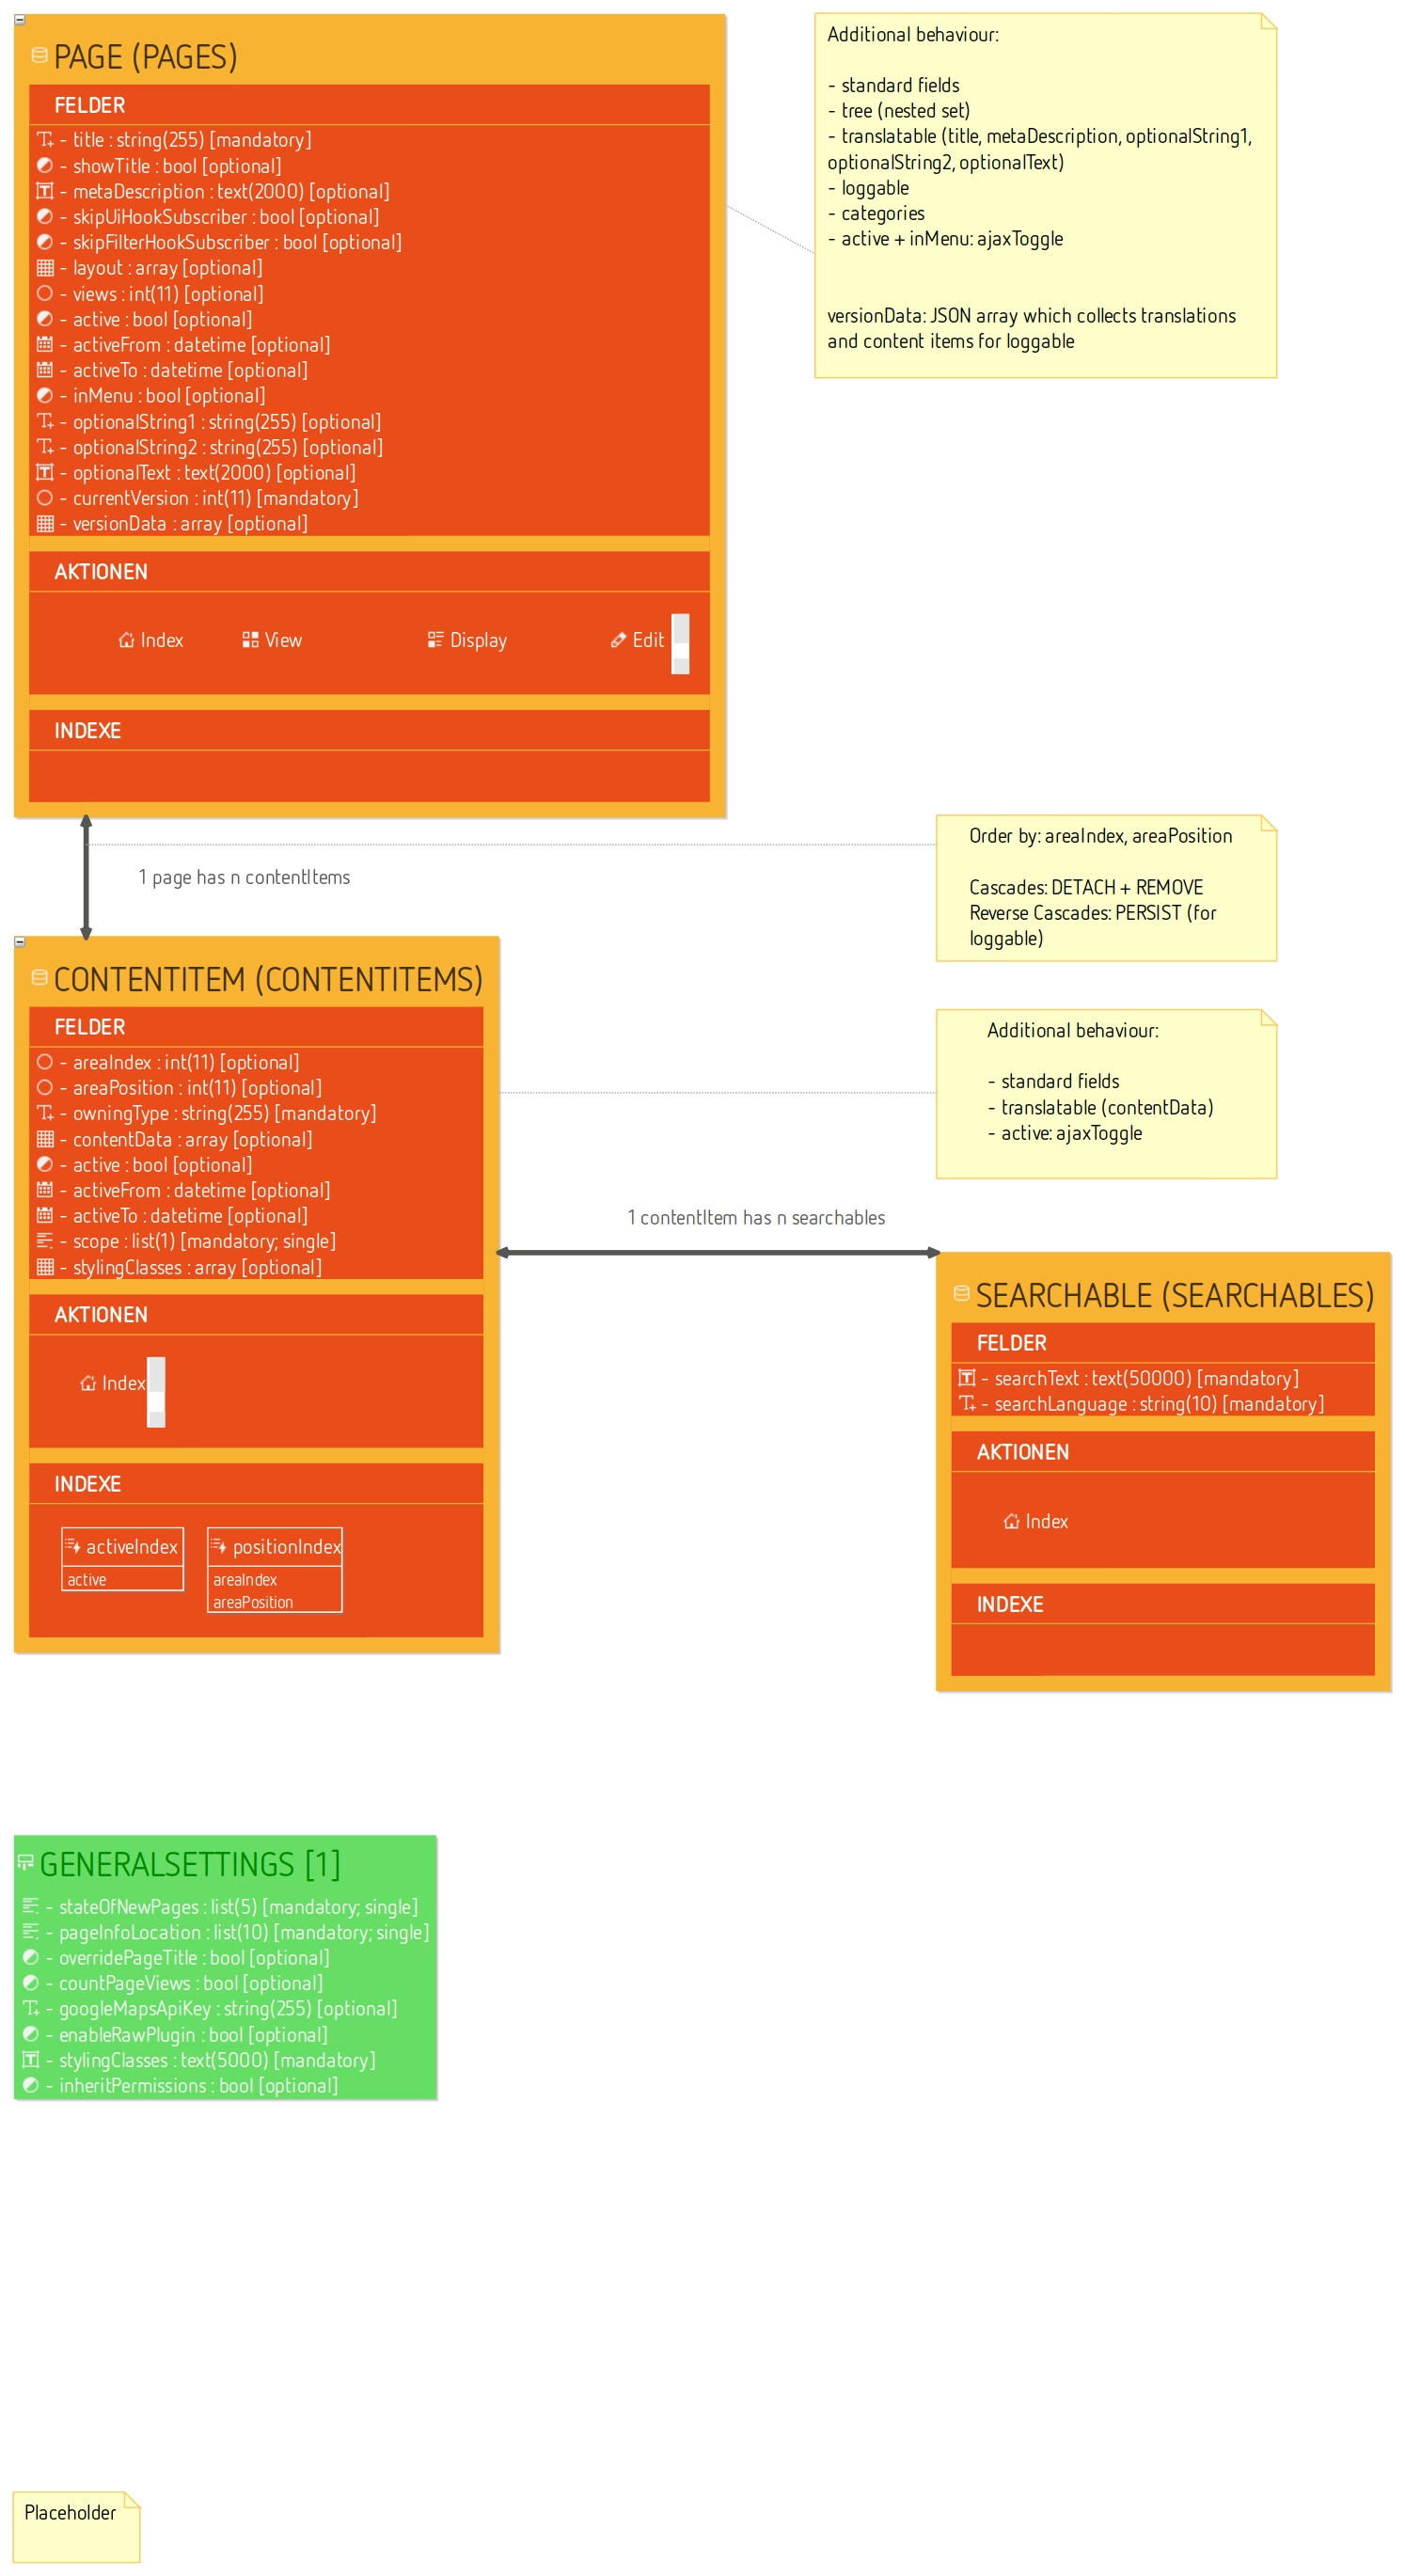 PAGE (PAGES)
FELDER
- title : string(255) [mandatory]
- showTitle : bool [optional]
- metaDescription : text(2000) [optional]
- skipUiHookSubscriber : bool [optional]
- skipFilterHookSubscriber : bool [optional]
- layout : array [optional]
- views : int(11) [optional]
- active : bool [optional]
- activeFrom : datetime [optional]
- activeTo : datetime [optional]
- inMenu : bool [optional]
- optionalString1 : string(255) [optional]
- optionalString2 : string(255) [optional]
- optionalText : text(2000) [optional]
- currentVersion : int(11) [mandatory]
- versionData : array [optional]
AKTIONEN
Index View Display Edit
INDEXE
Additional behaviour:
- standard fields
- tree (nested set)
- translatable (title, metaDescription, optionalString1,
optionalString2, optionalText)
- loggable
- categories
- active + inMenu: ajaxToggle
versionData: JSON array which collects translations
and content items for loggable
1 page has n contentItems
Order by: areaIndex, areaPosition
Cascades: DETACH + REMOVE
Reverse Cascades: PERSIST (for
loggable)
CONTENTITEM (CONTENTITEMS)
FELDER
- areaIndex : int(11) [optional]
- areaPosition : int(11) [optional]
- owningType : string(255) [mandatory]
- contentData : array [optional]
- active : bool [optional]
- activeFrom : datetime [optional]
- activeTo : datetime [optional]
- scope : list(1) [mandatory; single]
- stylingClasses : array [optional]
AKTIONEN
Index
INDEXE
activeIndex
active
positionIndex
areaIndex
areaPosition
Additional behaviour:
- standard fields
- translatable (contentData)
- active: ajaxToggle
1 contentItem has n searchables
SEARCHABLE (SEARCHABLES)
FELDER
- searchText : text(50000) [mandatory]
- searchLanguage : string(10) [mandatory]
AKTIONEN
Index
INDEXE
GENERALSETTINGS [1]
- stateOfNewPages : list(5) [mandatory; single]
- pageInfoLocation : list(10) [mandatory; single]
- overridePageTitle : bool [optional]
- countPageViews : bool [optional]
- googleMapsApiKey : string(255) [optional]
- enableRawPlugin : bool [optional]
- stylingClasses : text(5000) [mandatory]
- inheritPermissions : bool [optional]
Placeholder